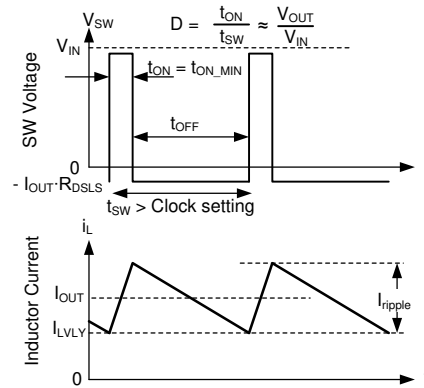 V_SW
D = t_ON / t_SW ≈ V_OUT / V_IN
V_IN
t_ON = t_ON_MIN
SW Voltage
t_OFF
0
- I_OUT·R_DSLS
t_SW > Clock setting
i_L
Inductor Current
I_OUT
I_ripple
I_LVLY
0